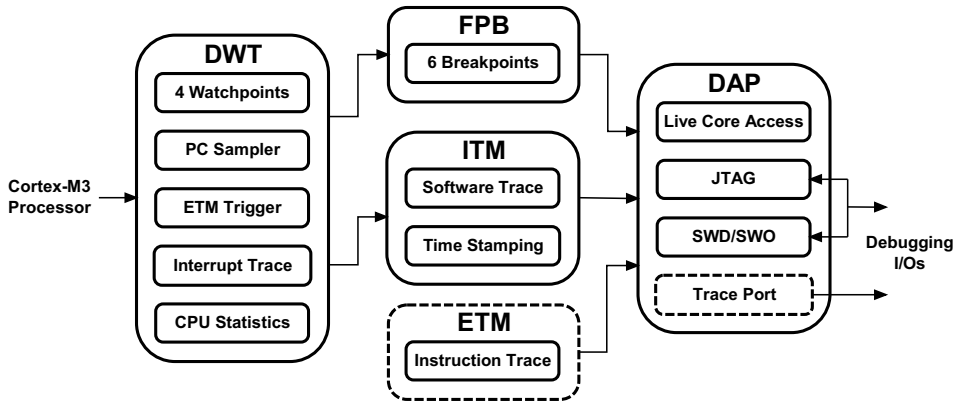 Cortex-M3
Processor
DWT
4 Watchpoints
PC Sampler
ETM Trigger
Interrupt Trace
CPU Statistics
FPB
6 Breakpoints
ITM
Software Trace
Time Stamping
ETM
Instruction Trace
DAP
Live Core Access
JTAG
SWD/SWO
Trace Port
Debugging
I/Os